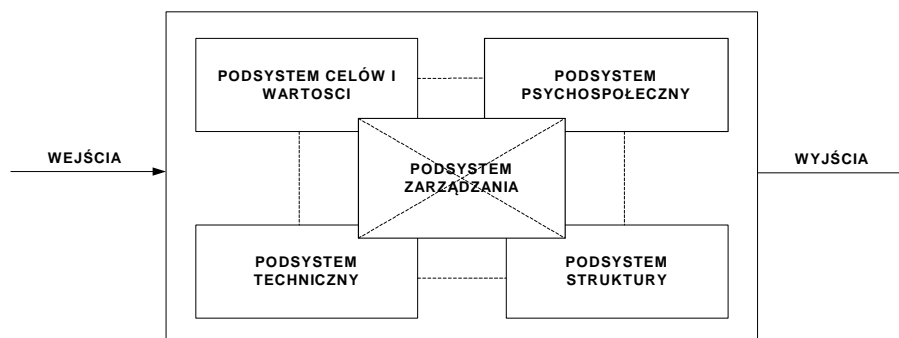 PODSYSTEM CELÓW I
WARTOSCI
PODSYSTEM
PSYCHOSPOŁECZNY
WEJŚCIA
PODSYSTEM
ZARZĄDZANIA
WYJŚCIA
PODSYSTEM
TECHNICZNY
PODSYSTEM
STRUKTURY